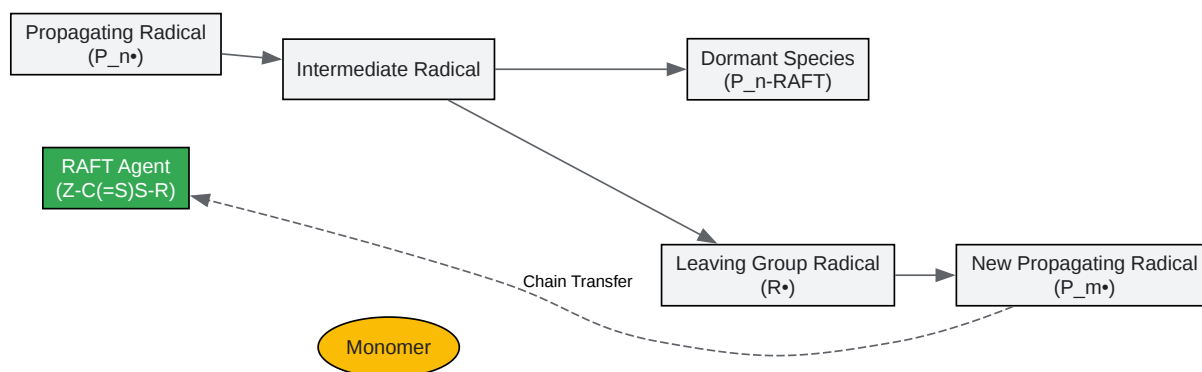 Propagating Radical
(P_n•)
Intermediate Radical
Dormant Species
(P_n-RAFT)
RAFT Agent
(Z-C(=S)S-R)
Leaving Group Radical
(R•)
New Propagating Radical
(P_m•)
Chain Transfer
Monomer